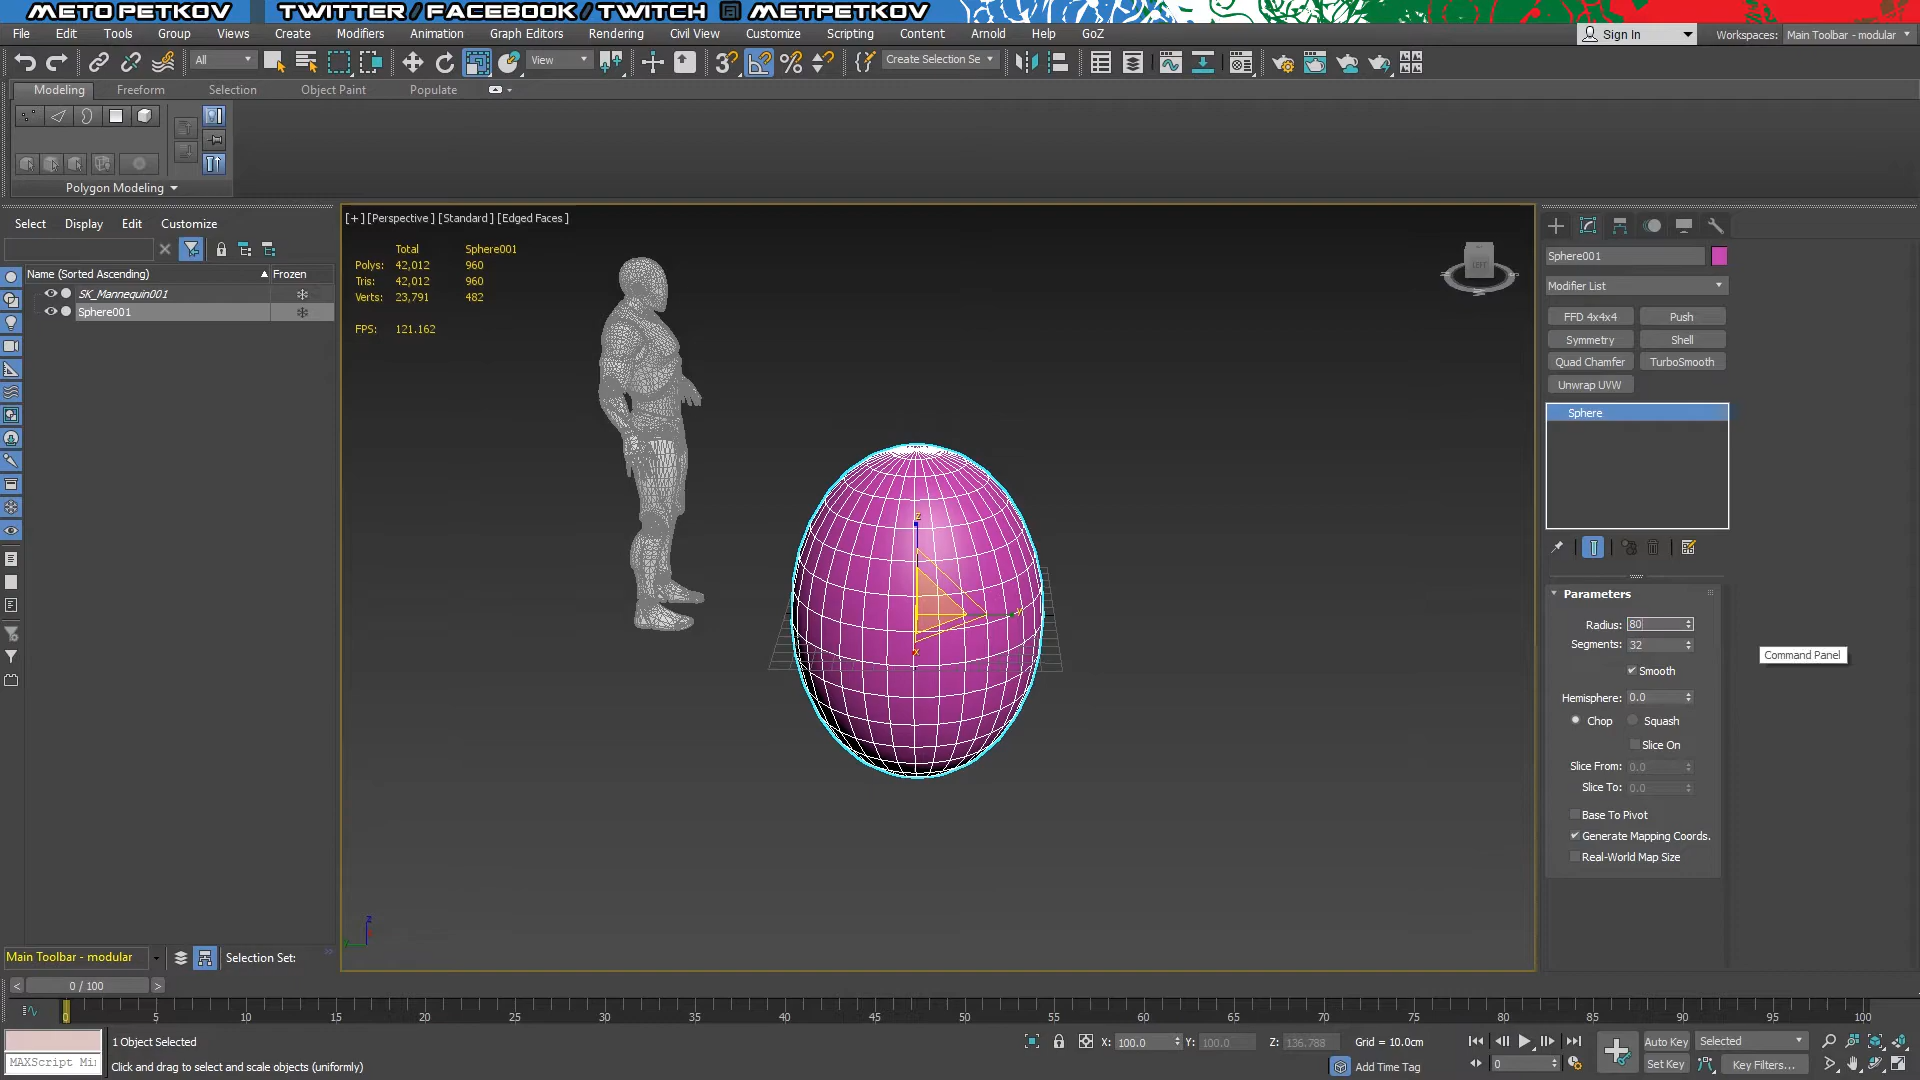 METO PETKOV TWITTER / FACEBOOK / TWITCH @ METPETKOV
File Edit Tools Group Views Create Modifiers Animation Graph Editors Rendering Civil View Customize Scripting Content Arnold Help GoZ Sign In Workspaces: Main Toolbar - modular
All View Create Selection Se
Modeling Freeform Selection Object Paint Populate
Polygon Modeling
Select Display Edit Customize
[+] [Perspective] [Standard] [Edged Faces]
Name (Sorted Ascending) Frozen
SK_Mannequin001
Sphere001
Total Sphere001
Polys: 42,012 960
Tris: 42,012 960
Verts: 23,791 482
FPS: 121.162
z
y
x
Sphere001
Modifier List
FFD 4x4x4 Push
Symmetry Shell
Quad Chamfer TurboSmooth
Unwrap UVW
Sphere
Parameters
Radius: 80
Segments: 32
Smooth
Hemisphere: 0.0
Chop Squash
Slice On
Slice From: 0.0
Slice To: 0.0
Base To Pivot
Generate Mapping Coords.
Real-World Map Size
Command Panel
z
Main Toolbar - modular Selection Set:
< 0 / 100 >
0 5 10 15 20 25 30 35 40 45 50 55 60 65 70 75 80 85 90 95 100
1 Object Selected X: 100.0 Y: 100.0 Z: 136.788 Grid = 10.0cm Auto Key Selected
MAXScript Mi Click and drag to select and scale objects (uniformly) Add Time Tag 0 Set Key Key Filters...